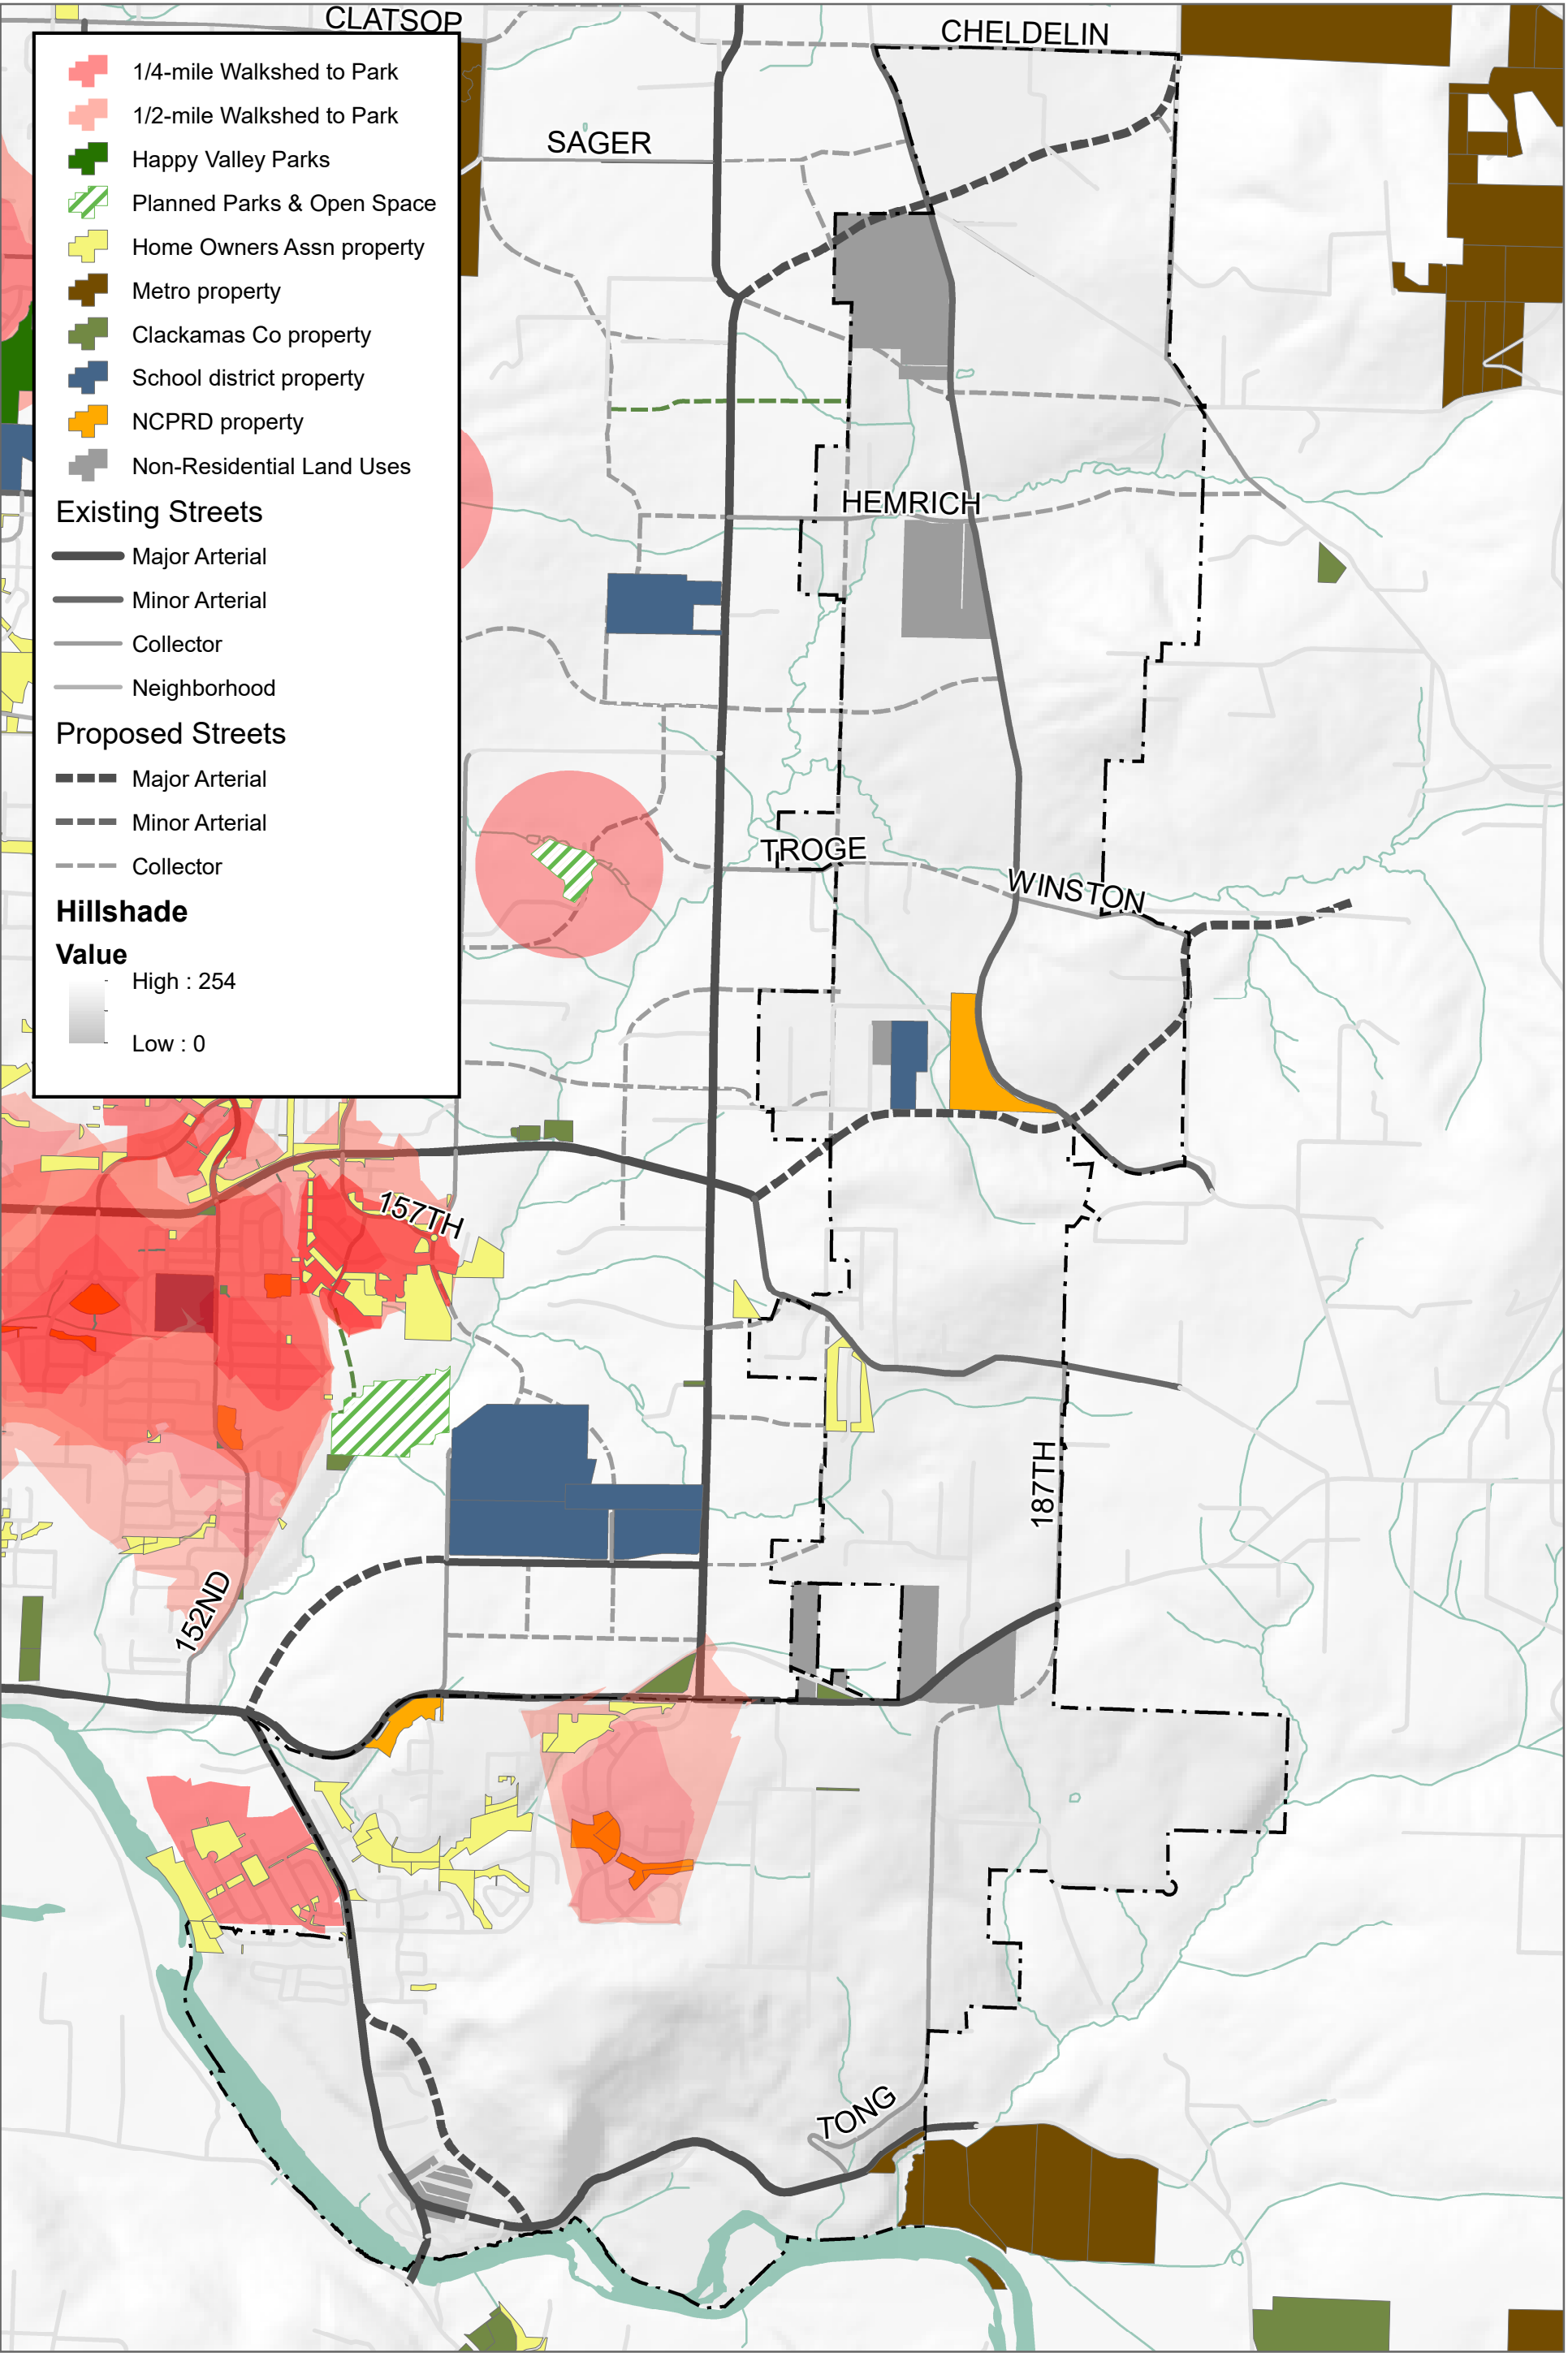 CLATSOP
CHELDELIN
SAGER
1/4-mile Walkshed to Park
1/2-mile Walkshed to Park
Happy Valley Parks
Planned Parks & Open Space
Home Owners Assn property
Metro property
Clackamas Co property
School district property
NCPRD property
Non-Residential Land Uses
Existing Streets
Major Arterial
Minor Arterial
Collector
Neighborhood
Proposed Streets
Major Arterial
Minor Arterial
Collector
Hillshade
Value
High : 254
Low : 0
HEMRICH
TROGE
WINSTON
157TH
187TH
152ND
TONG